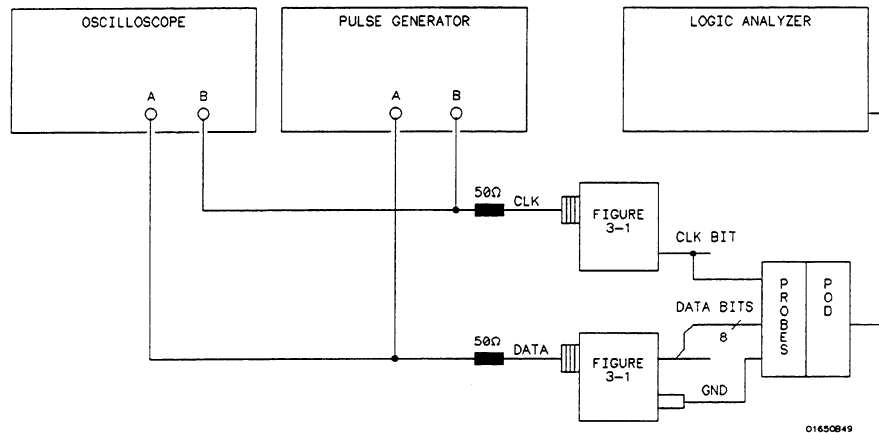 OSCILLOSCOPE
PULSE GENERATOR
LOGIC ANALYZER
A
B
A
B
50Ω
CLK
FIGURE
3-1
CLK BIT
PROBES
POD
DATA BITS
8
50Ω
DATA
FIGURE
3-1
GND
01650B49